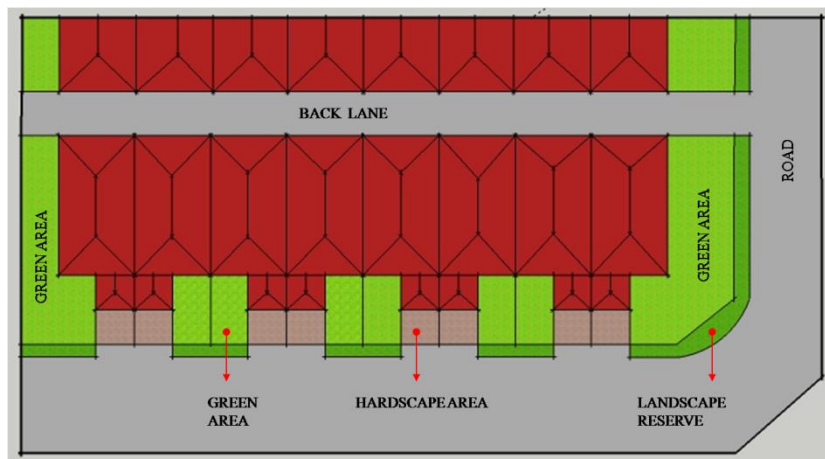 BACK LANE
ROAD
GREEN AREA
GREEN AREA
GREEN
AREA
HARDSCAPE AREA
LANDSCAPE
RESERVE